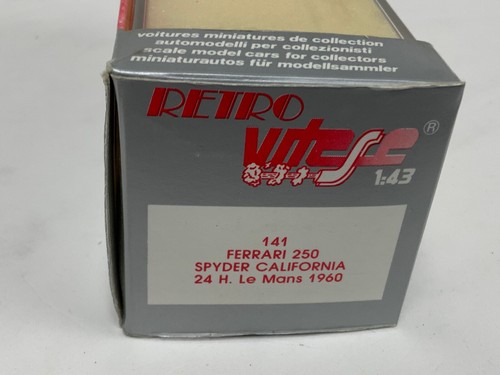 voitures miniatures de collection
automodelli per collezionisti
scale model cars for collectors
miniaturautos für modellsammler
RETRO
Vitesse ®
1:43
141
FERRARI 250
SPYDER CALIFORNIA
24 H. Le Mans 1960